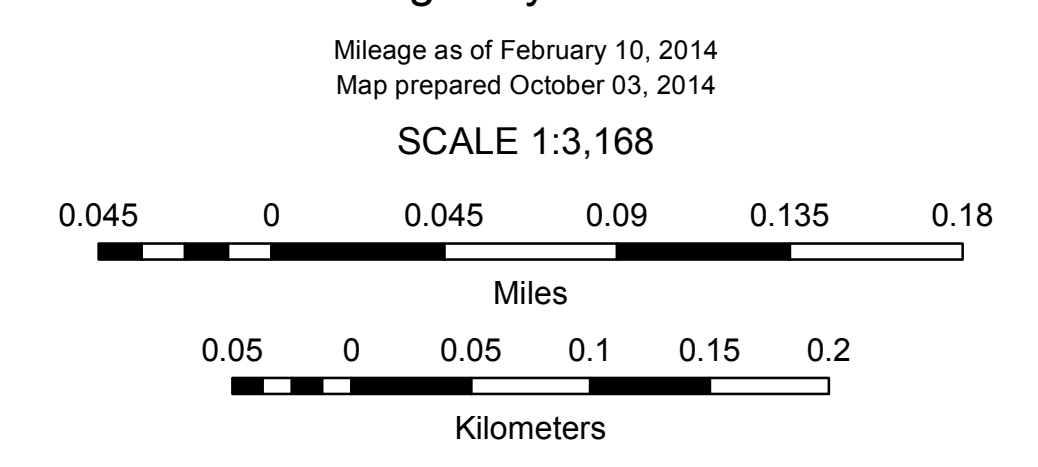 Mileage as of February 10, 2014
Map prepared October 03, 2014
SCALE 1:3,168
0.045 0 0.045 0.09 0.135 0.18
Miles
0.05 0 0.05 0.1 0.15 0.2
Kilometers